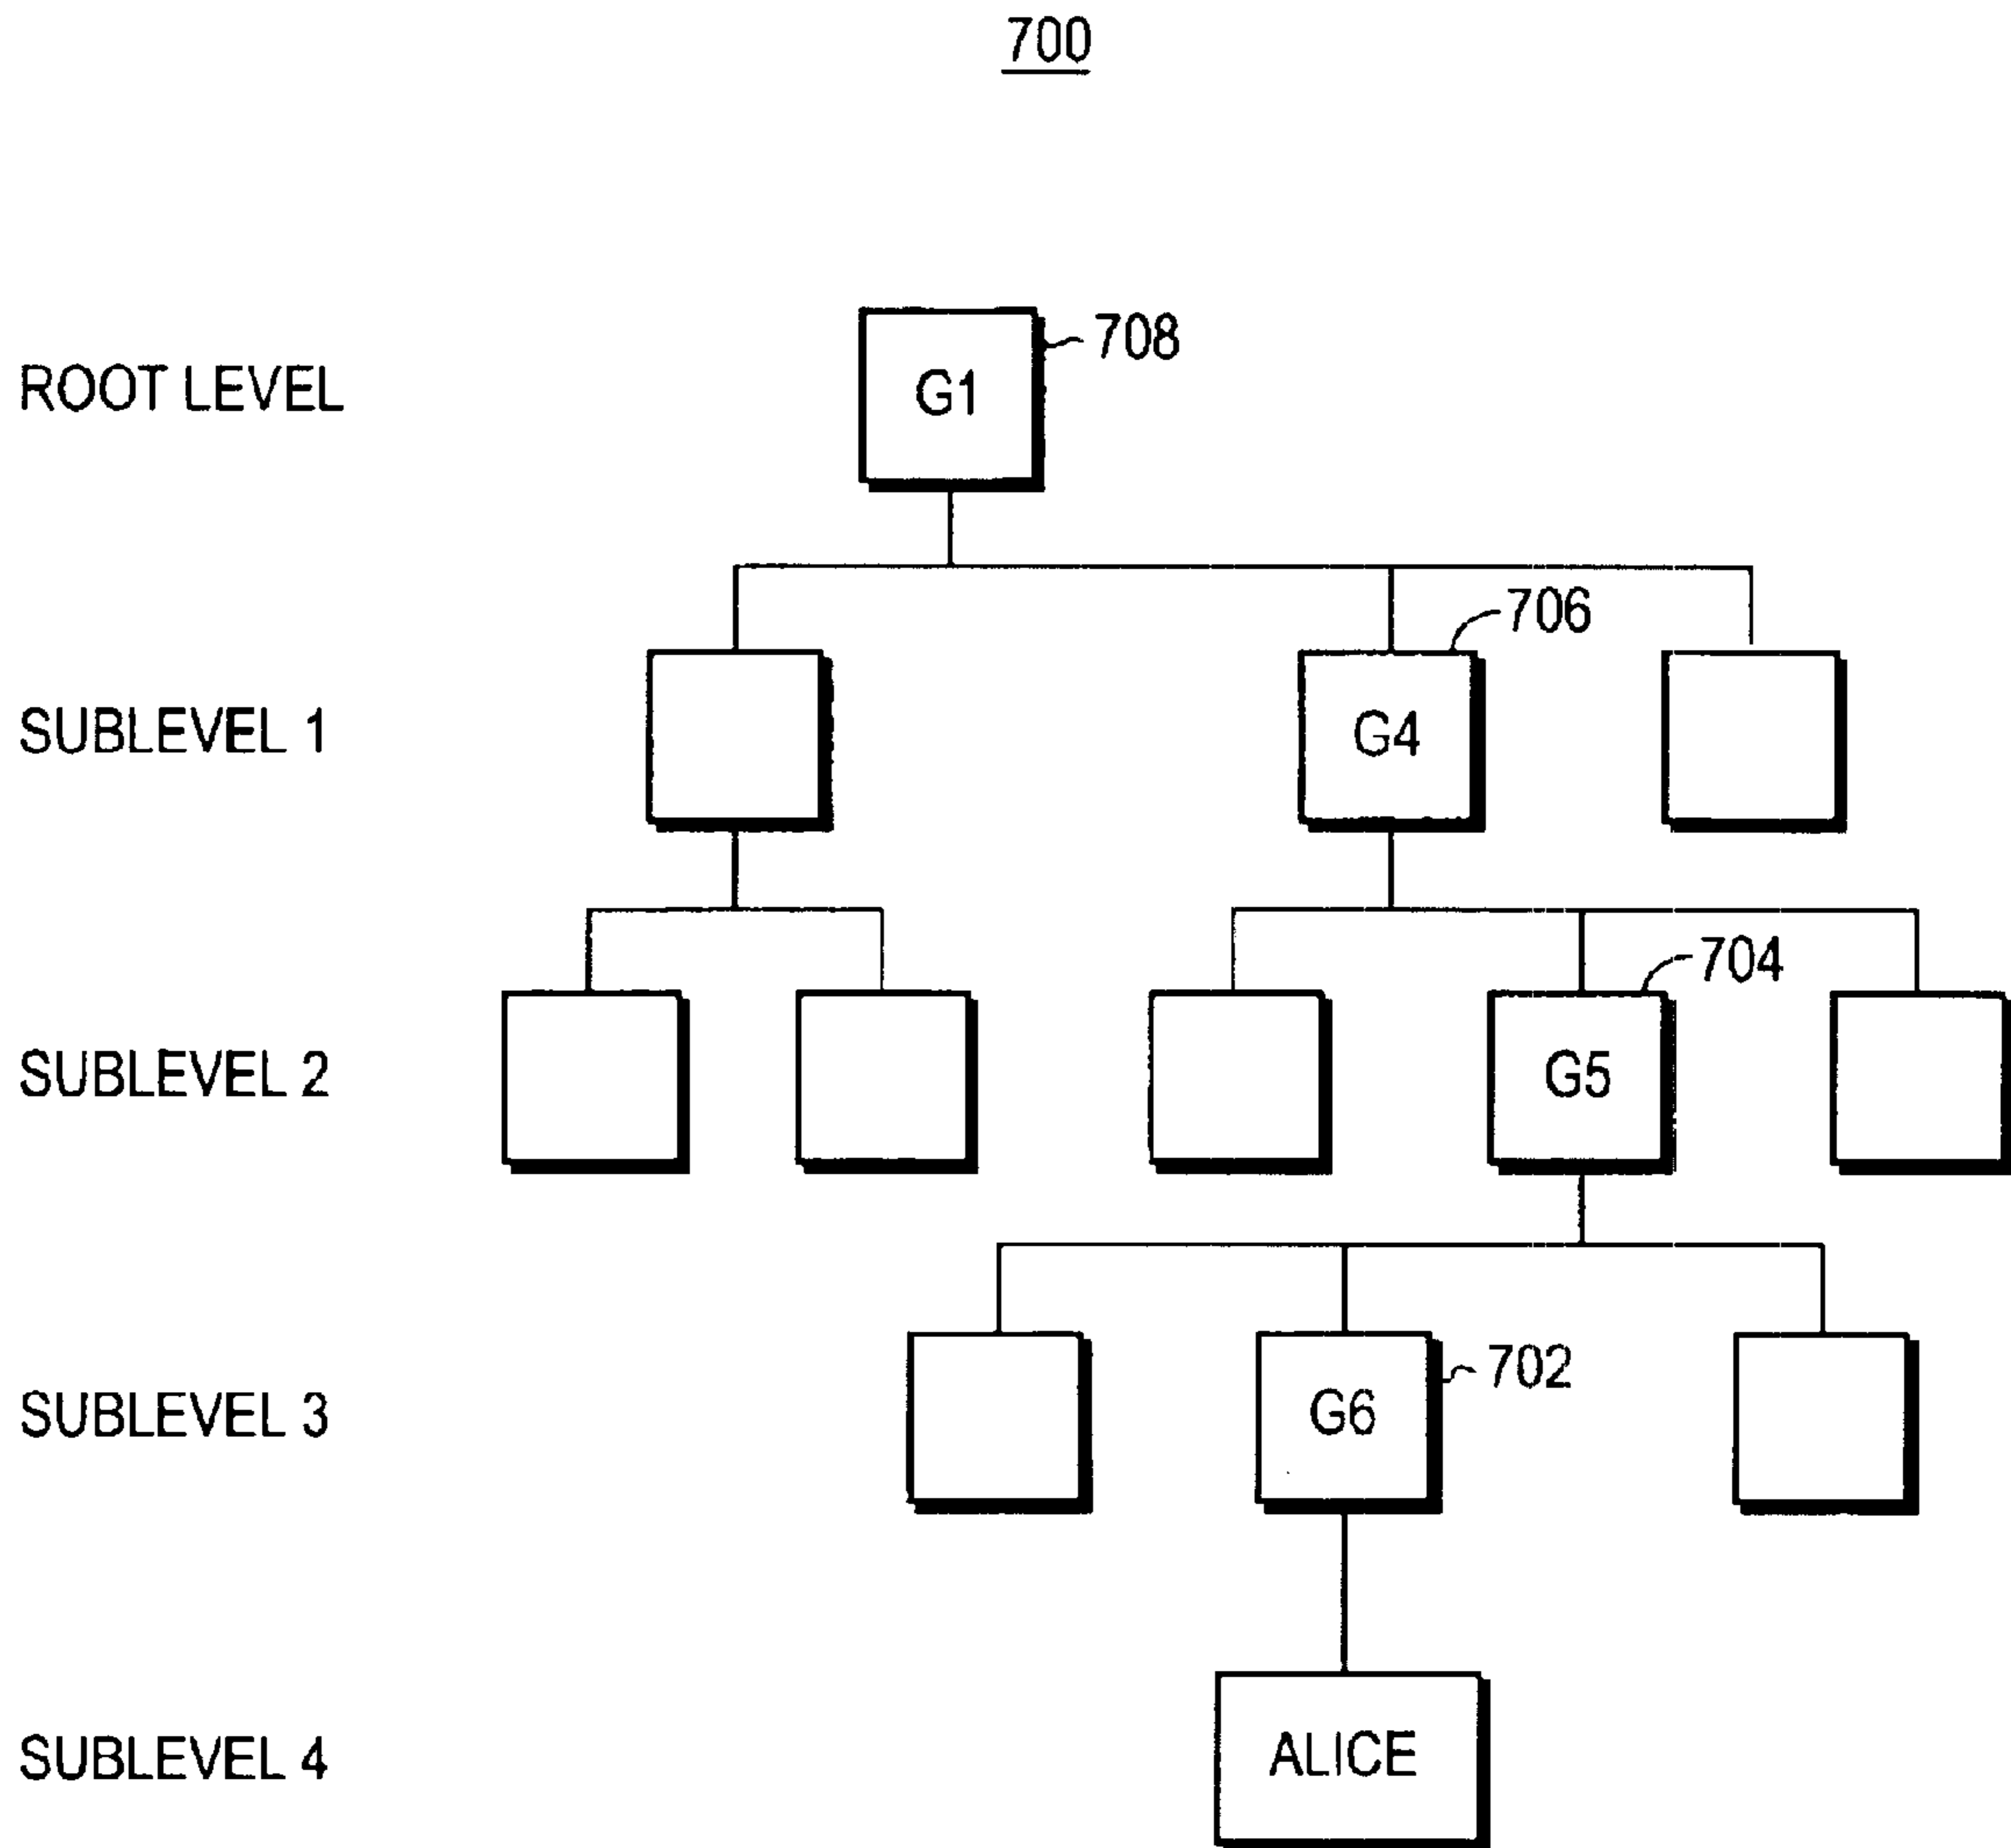 700
708
ROOT LEVEL
G1
706
SUBLEVEL 1
G4
704
SUBLEVEL 2
G5
702
SUBLEVEL 3
G6
SUBLEVEL 4
ALICE